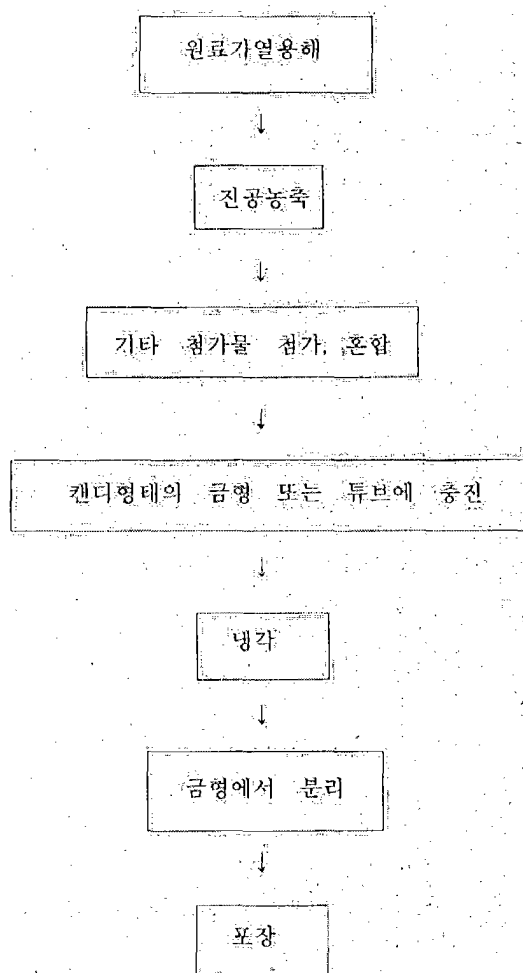 원료가열용해
↓
진공농축
↓
기타 첨가물 첨가, 혼합
↓
캔디형태의 금형 또는 튜브에 충진
↓
냉각
↓
금형에서 분리
↓
포장